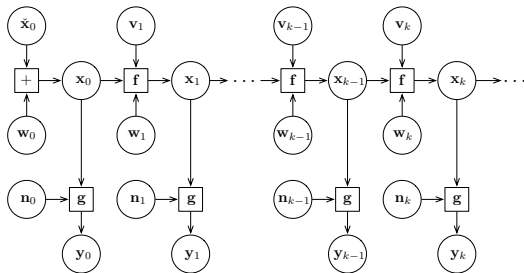 x̌₀ v₁ vₖ₋₁ vₖ
+ x₀ f x₁ ··· f xₖ₋₁ f xₖ ···
w₀ w₁ wₖ₋₁ wₖ
n₀ g n₁ g nₖ₋₁ g nₖ g
y₀ y₁ yₖ₋₁ yₖ